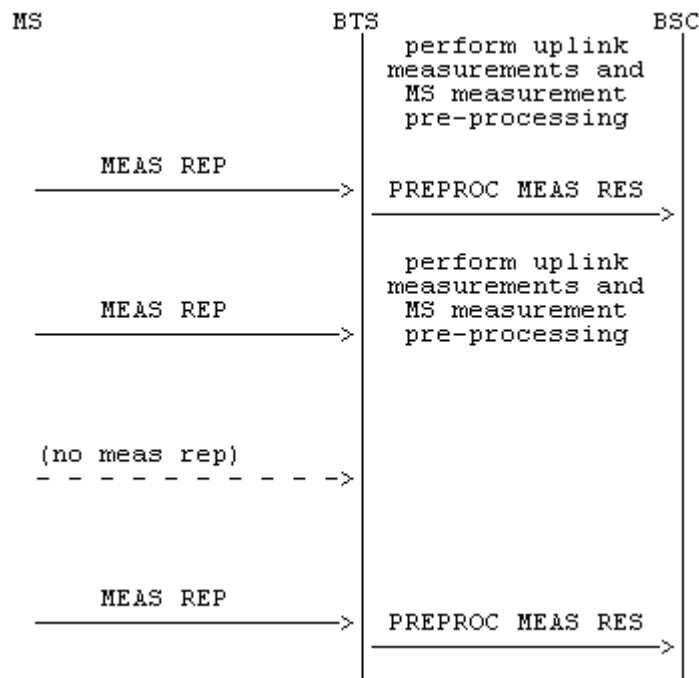 MS BTS BSC
perform uplink
measurements and
MS measurement
pre-processing
MEAS REP
PREPROC MEAS RES
perform uplink
measurements and
MS measurement
pre-processing
MEAS REP
(no meas rep)
MEAS REP
PREPROC MEAS RES